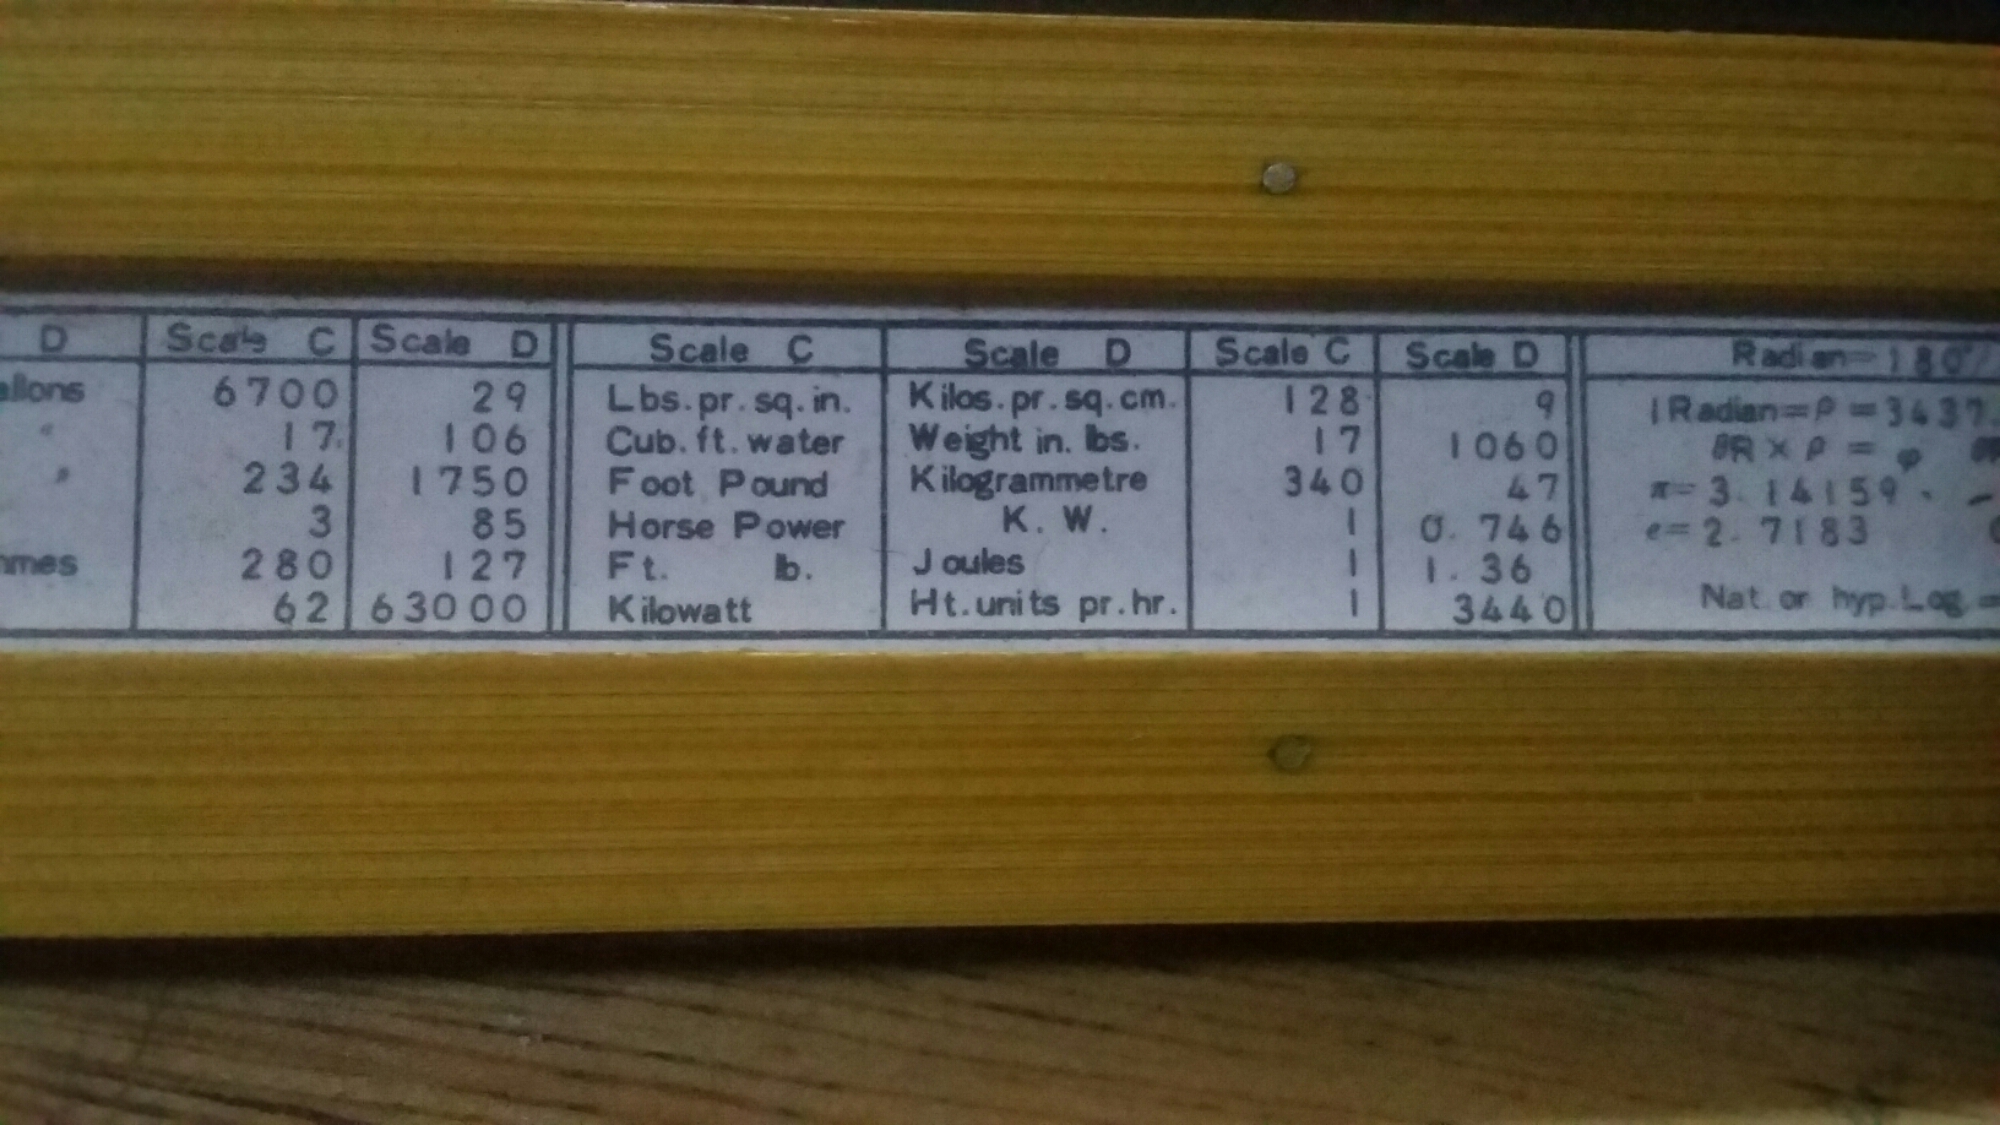 D Scale C Scale D Scale C Scale D Scale C Scale D Radian=180°/
allons 6700 29 Lbs.pr.sq.in. Kilos.pr.sq.cm. 128 9 1 Radian=ρ=3437.
" 17 106 Cub.ft.water Weight in.lbs. 17 1060 × ρ = φ
" 234 1750 Foot Pound Kilogrammetre 340 47 π=3.14159
3 85 Horse Power K.W. 1 0.746 e=2.7183
mmes 280 127 Ft. lb. Joules 1 1.36
62 63000 Kilowatt Ht.units pr.hr. 1 3440 Nat. or hyp.Log =